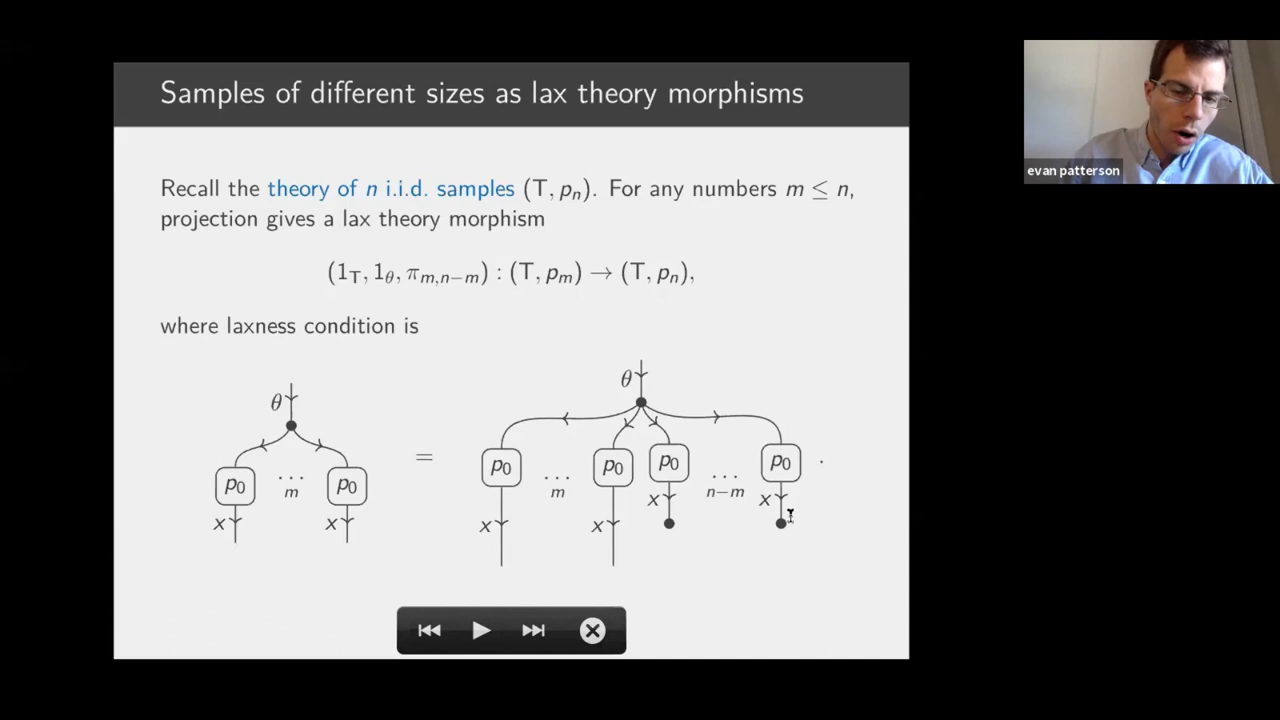 Samples of different sizes as lax theory morphisms
evan patterson
Recall the theory of n i.i.d. samples (T, pₙ). For any numbers m ≤ n,
projection gives a lax theory morphism
(1_T, 1_θ, π_{m,n−m}) : (T, p_m) → (T, p_n),
where laxness condition is
θ
p₀ ··· m p₀
x x
=
θ
p₀ ··· m p₀ p₀ ··· n−m p₀ .
x x x x